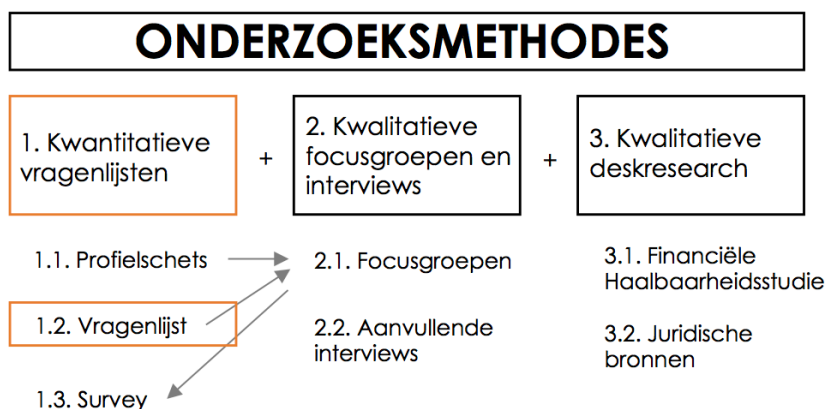 ONDERZOEKSMETHODES
1. Kwantitatieve
vragenlijsten
+
2. Kwalitatieve
focusgroepen en
interviews
+
3. Kwalitatieve
deskresearch
1.1. Profielschets
1.2. Vragenlijst
1.3. Survey
2.1. Focusgroepen
2.2. Aanvullende
interviews
3.1. Financiële
Haalbaarheidsstudie
3.2. Juridische
bronnen